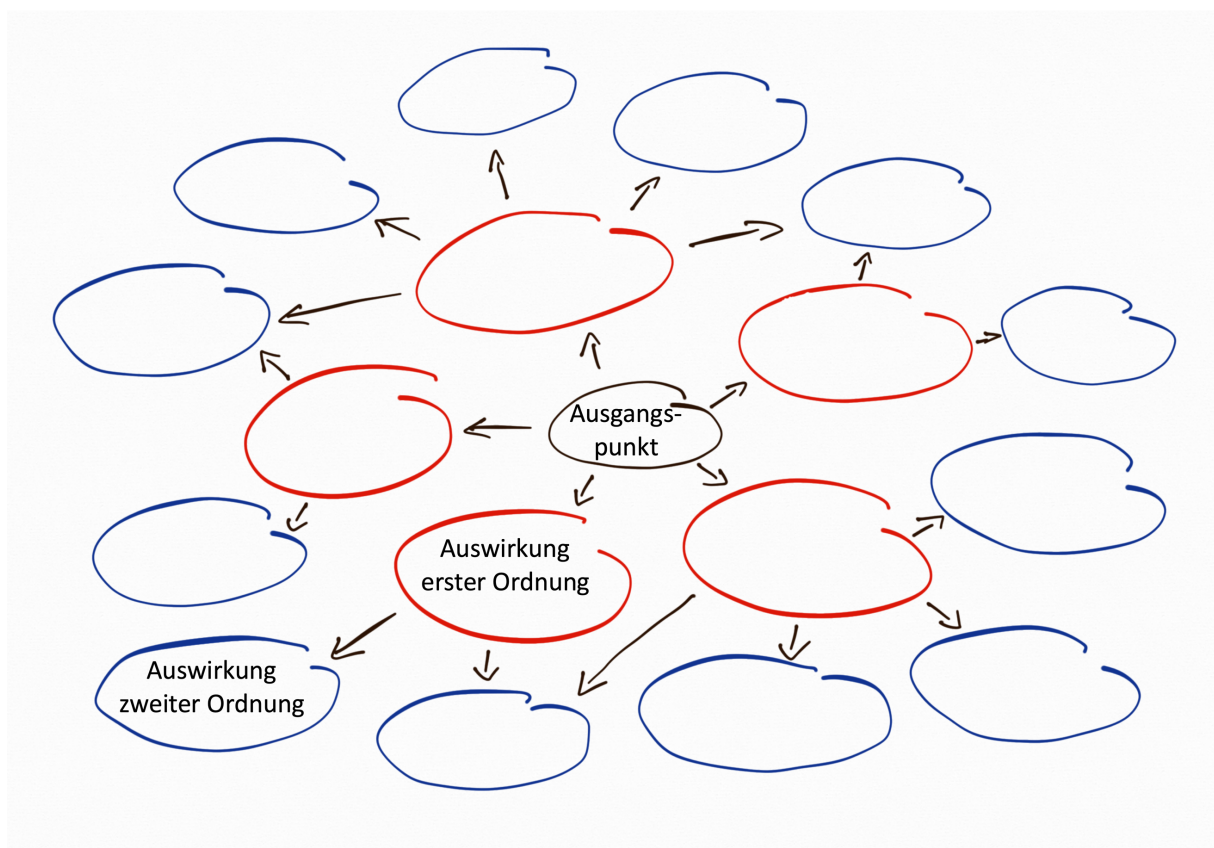 Ausgangs-
punkt
Auswirkung
erster Ordnung
Auswirkung
zweiter Ordnung